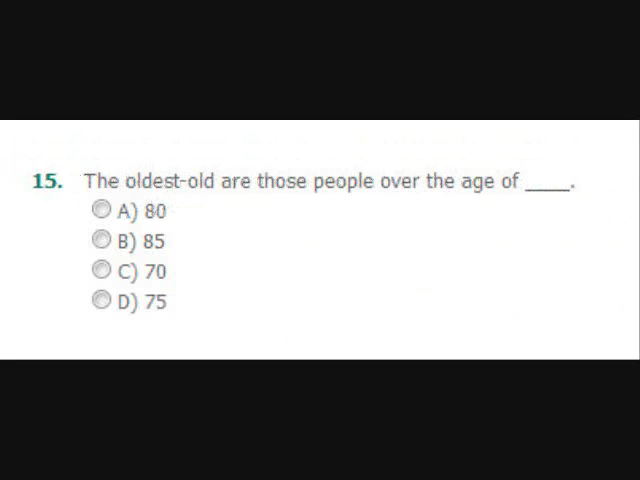 15. The oldest-old are those people over the age of ____.
A) 80
B) 85
C) 70
D) 75